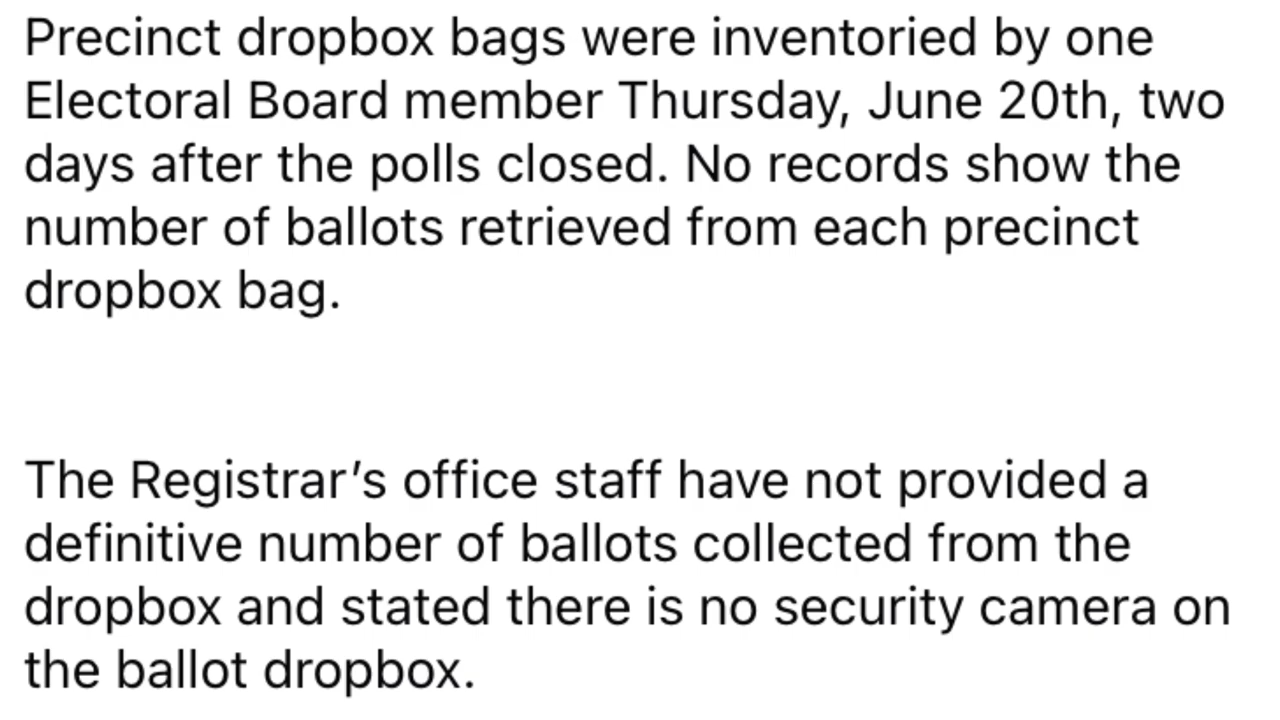 Precinct dropbox bags were inventoried by one
Electoral Board member Thursday, June 20th, two
days after the polls closed. No records show the
number of ballots retrieved from each precinct
dropbox bag.
The Registrar’s office staff have not provided a
definitive number of ballots collected from the
dropbox and stated there is no security camera on
the ballot dropbox.